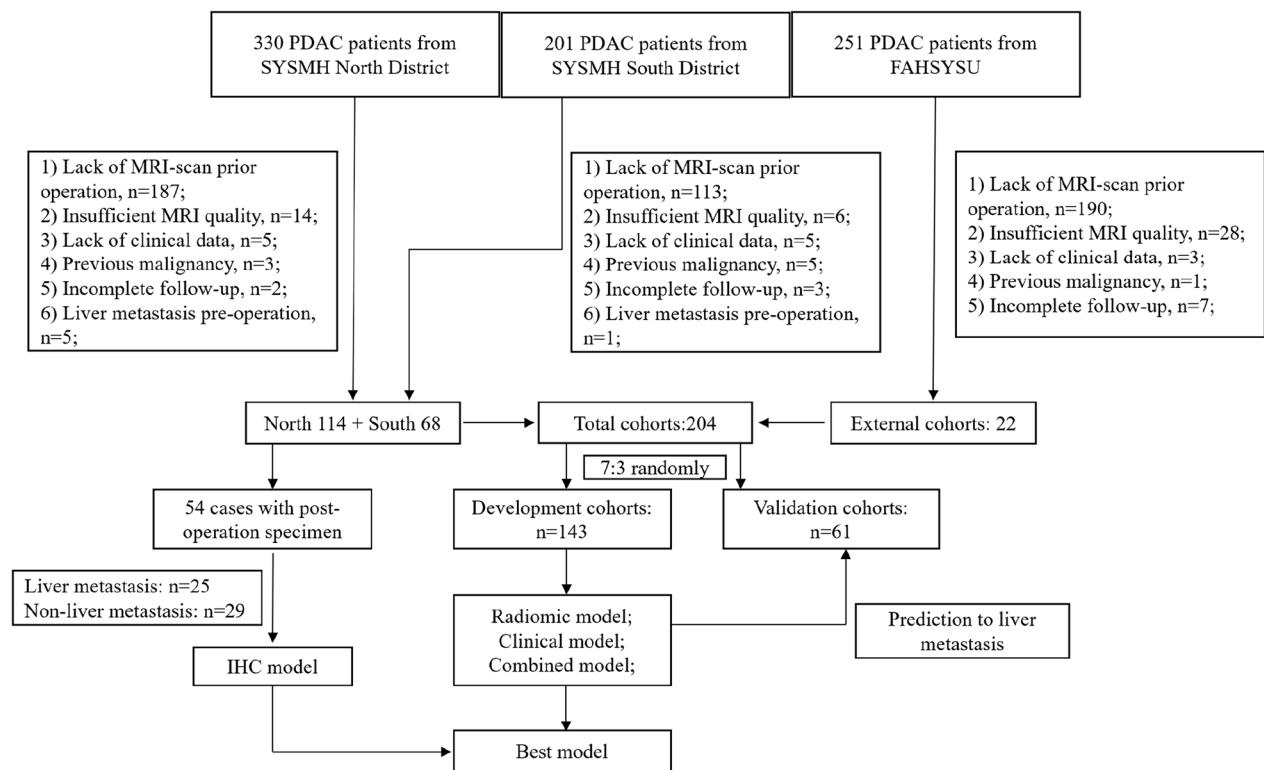 330 PDAC patients from
SYSMH North District
201 PDAC patients from
SYSMH South District
251 PDAC patients from
FAHSYSU
1) Lack of MRI-scan prior
operation, n=187;
2) Insufficient MRI quality, n=14;
3) Lack of clinical data, n=5;
4) Previous malignancy, n=3;
5) Incomplete follow-up, n=2;
6) Liver metastasis pre-operation,
n=5;
1) Lack of MRI-scan prior
operation, n=113;
2) Insufficient MRI quality, n=6;
3) Lack of clinical data, n=5;
4) Previous malignancy, n=5;
5) Incomplete follow-up, n=3;
6) Liver metastasis pre-operation,
n=1;
1) Lack of MRI-scan prior
operation, n=190;
2) Insufficient MRI quality, n=28;
3) Lack of clinical data, n=3;
4) Previous malignancy, n=1;
5) Incomplete follow-up, n=7;
North 114 + South 68
Total cohorts:204
External cohorts: 22
7:3 randomly
54 cases with post-
operation specimen
Development cohorts:
n=143
Validation cohorts:
n=61
Liver metastasis: n=25
Non-liver metastasis: n=29
Radiomic model;
Clinical model;
Combined model;
Prediction to liver
metastasis
IHC model
Best model